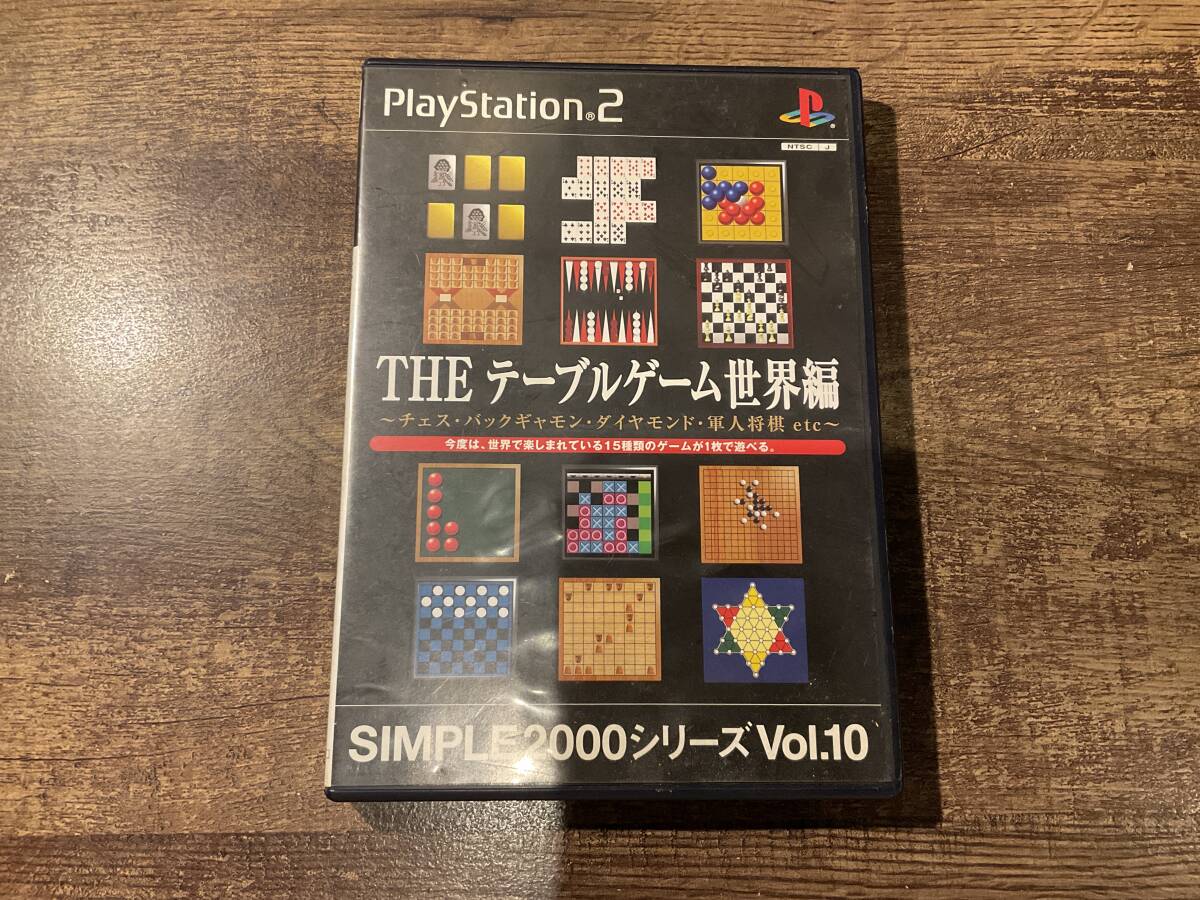 PlayStation®2
NTSC J
THE テーブルゲーム世界編
～チェス・バックギャモン・ダイヤモンド・軍人将棋 etc～
今度は、世界で楽しまれている15種類のゲームが1枚で遊べる。
SIMPLE2000シリーズ Vol.10